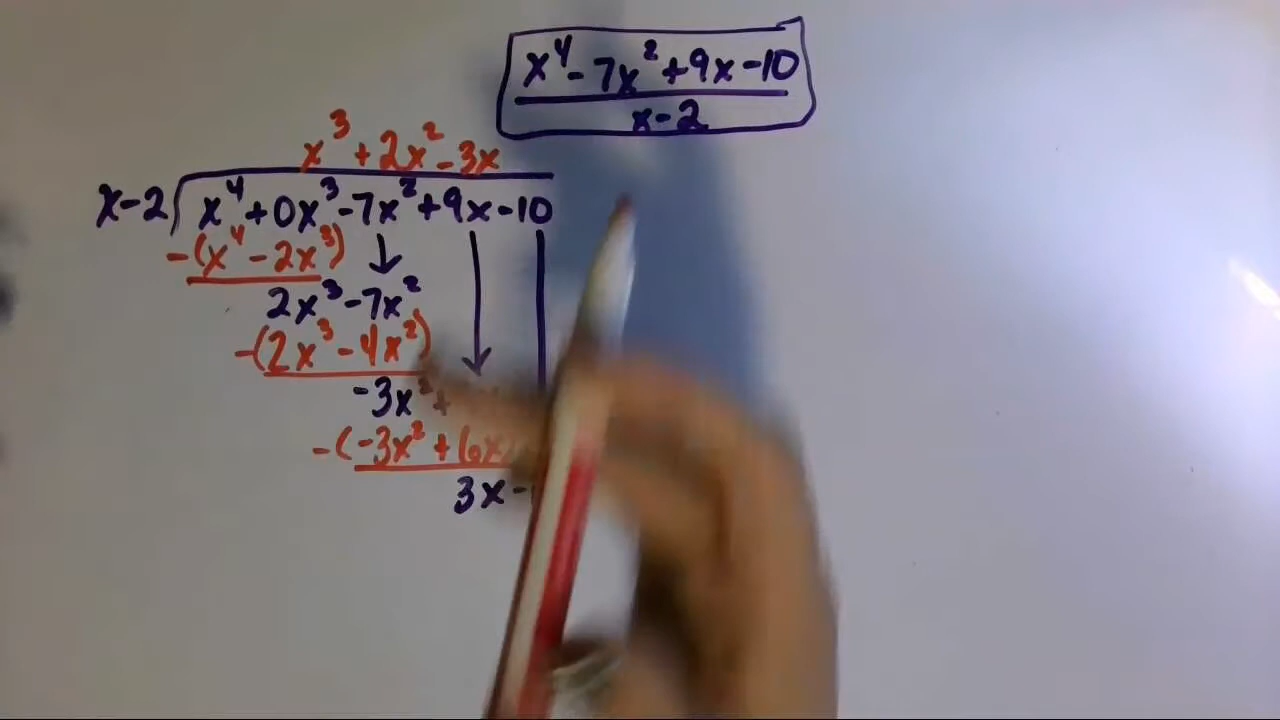 x⁴-7x²+9x-10
x-2
x³+2x²-3x
x-2 x⁴+0x³-7x²+9x-10
-(x⁴-2x³)
2x³-7x²
-(2x³-4x²)
-3x²+
-(-3x²+6x)
3x-